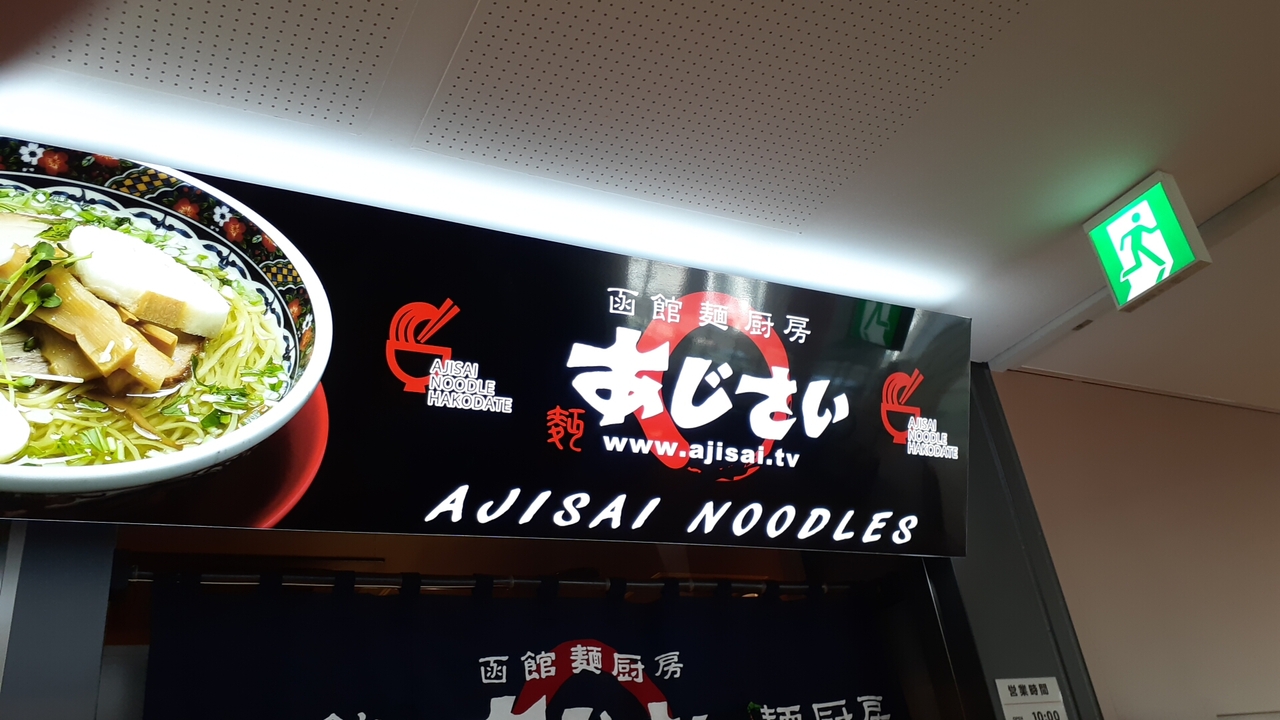 函館麺厨房
あじさい
麺
www.ajisai.tv
AJISAI NOODLES
AJISAI
NOODLE
HAKODATE
AJISAI
NOODLE
HAKODATE
函館麺厨房
麺厨房
営業時間
10:00